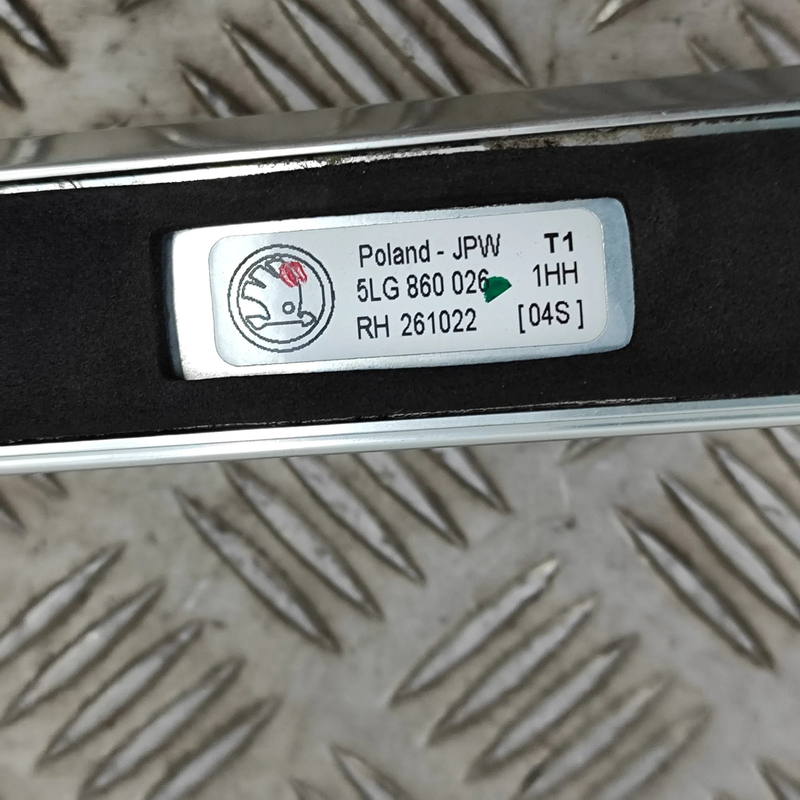 Poland - JPW T1
5LG 860 026 1HH
RH 261022 [04S]